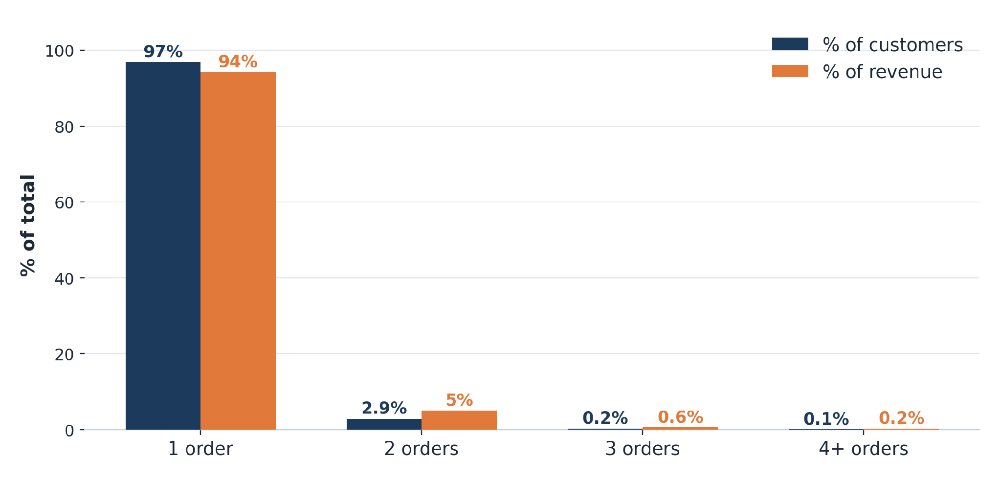 % of customers
% of revenue
% of total
100
80
60
40
20
0
97%
94%
2.9%
5%
0.2%
0.6%
0.1%
0.2%
1 order
2 orders
3 orders
4+ orders